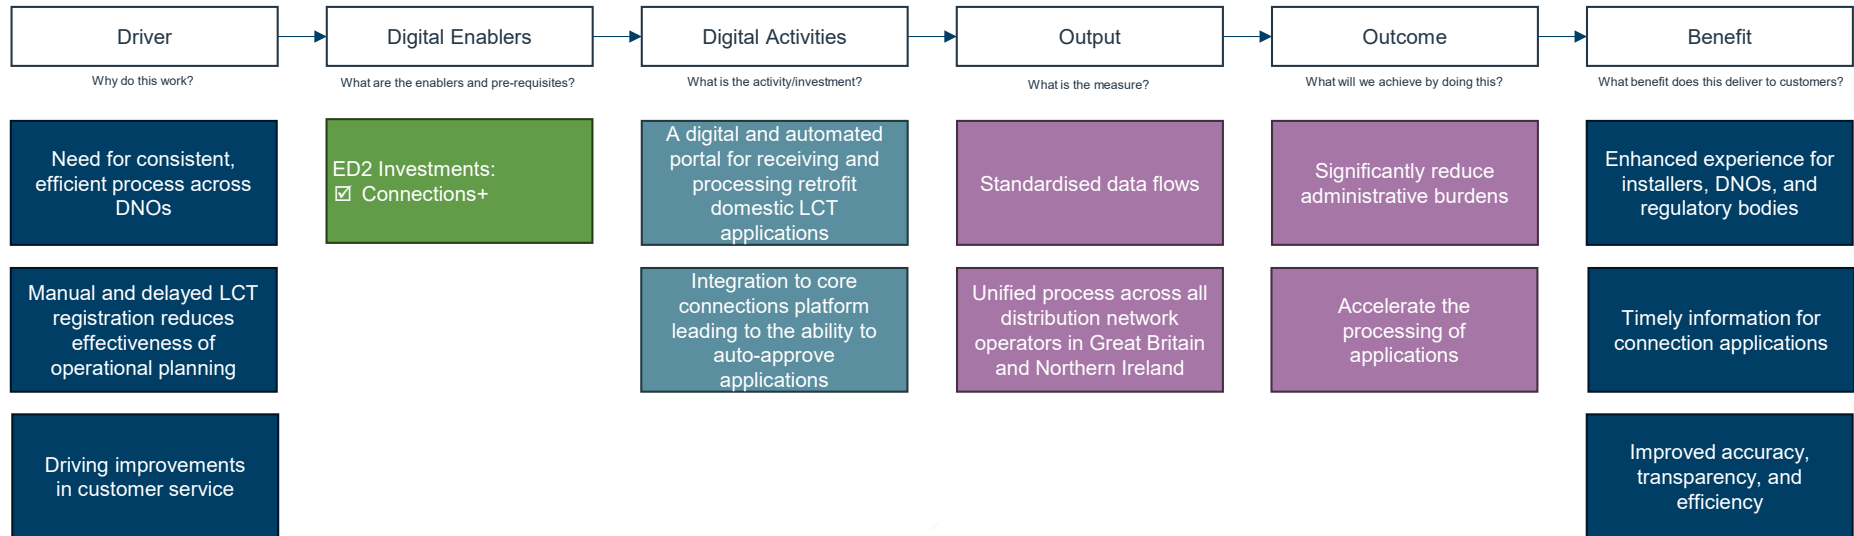 Driver
Digital Enablers
Digital Activities
Output
Outcome
Benefit
Why do this work?
What are the enablers and pre-requisites?
What is the activity/investment?
What is the measure?
What will we achieve by doing this?
What benefit does this deliver to customers?
Need for consistent,
efficient process across
DNOs
Manual and delayed LCT
registration reduces
effectiveness of
operational planning
Driving improvements
in customer service
ED2 Investments:
☑ Connections+
A digital and automated
portal for receiving and
processing retrofit
domestic LCT
applications
Integration to core
connections platform
leading to the ability to
auto-approve
applications
Standardised data flows
Unified process across all
distribution network
operators in Great Britain
and Northern Ireland
Significantly reduce
administrative burdens
Accelerate the
processing of
applications
Enhanced experience for
installers, DNOs, and
regulatory bodies
Timely information for
connection applications
Improved accuracy,
transparency, and
efficiency